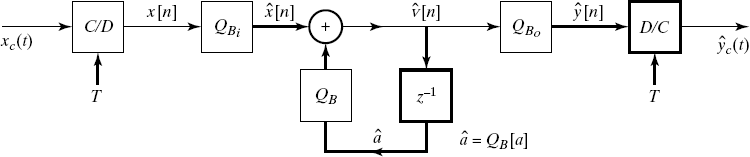 x_c(t)
C/D
T
x[n]
Q_{B_i}
x̂[n]
+
v̂[n]
Q_B
z^{-1}
â
â = Q_B[a]
Q_{B_o}
ŷ[n]
D/C
T
ŷ_c(t)